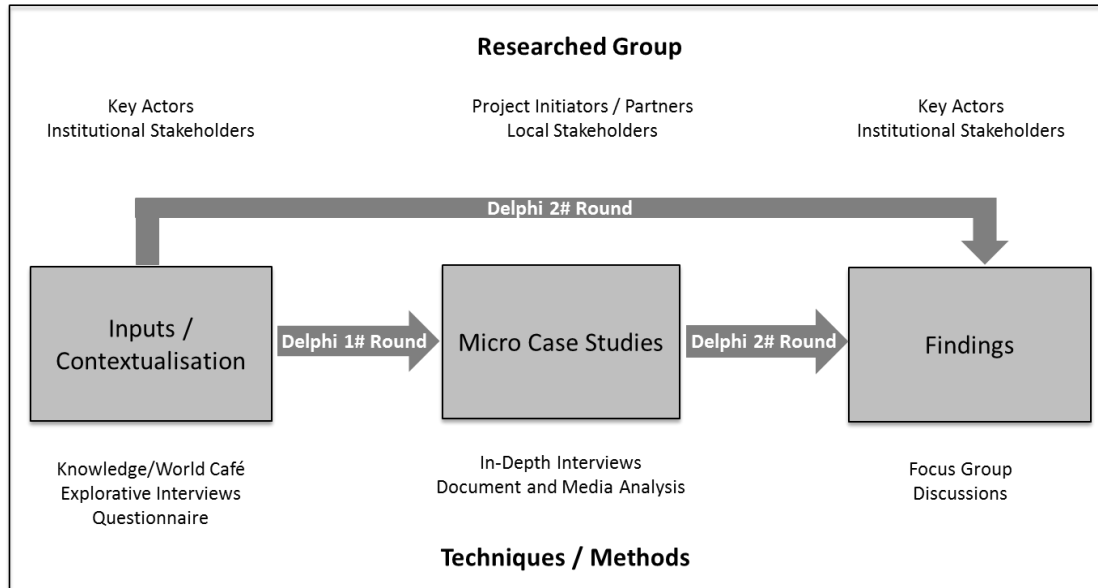 Researched Group
Key Actors
Institutional Stakeholders
Project Initiators / Partners
Local Stakeholders
Key Actors
Institutional Stakeholders
Delphi 2# Round
Inputs /
Contextualisation
Delphi 1# Round
Micro Case Studies
Delphi 2# Round
Findings
Knowledge/World Café
Explorative Interviews
Questionnaire
In-Depth Interviews
Document and Media Analysis
Focus Group
Discussions
Techniques / Methods